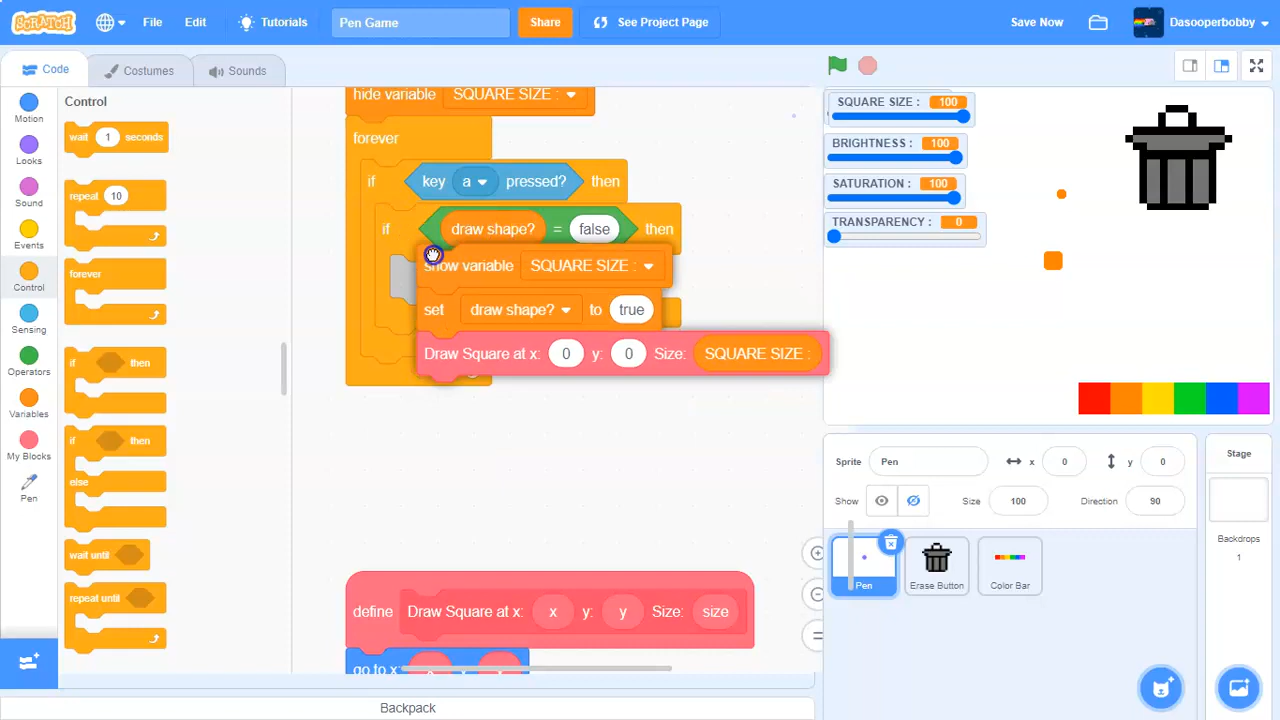 SCRATCH
File
Edit
Tutorials
Pen Game
Share
See Project Page
Save Now
Dasooperbobby
Code
Costumes
Sounds
Motion
Looks
Sound
Events
Control
Sensing
Operators
Variables
My Blocks
Pen
Control
wait 1 seconds
repeat 10
forever
if then
if then
else
wait until
repeat until
hide variable SQUARE SIZE :
forever
if key a pressed? then
if draw shape? = false then
show variable SQUARE SIZE :
set draw shape? to true
Draw Square at x: 0 y: 0 Size: SQUARE SIZE :
define Draw Square at x: x y: y Size: size
go to x:
Backpack
SQUARE SIZE : 100
BRIGHTNESS : 100
SATURATION : 100
TRANSPARENCY : 0
Sprite Pen x 0 y 0
Show Size 100 Direction 90
Pen
Erase Button
Color Bar
Stage
Backdrops
1